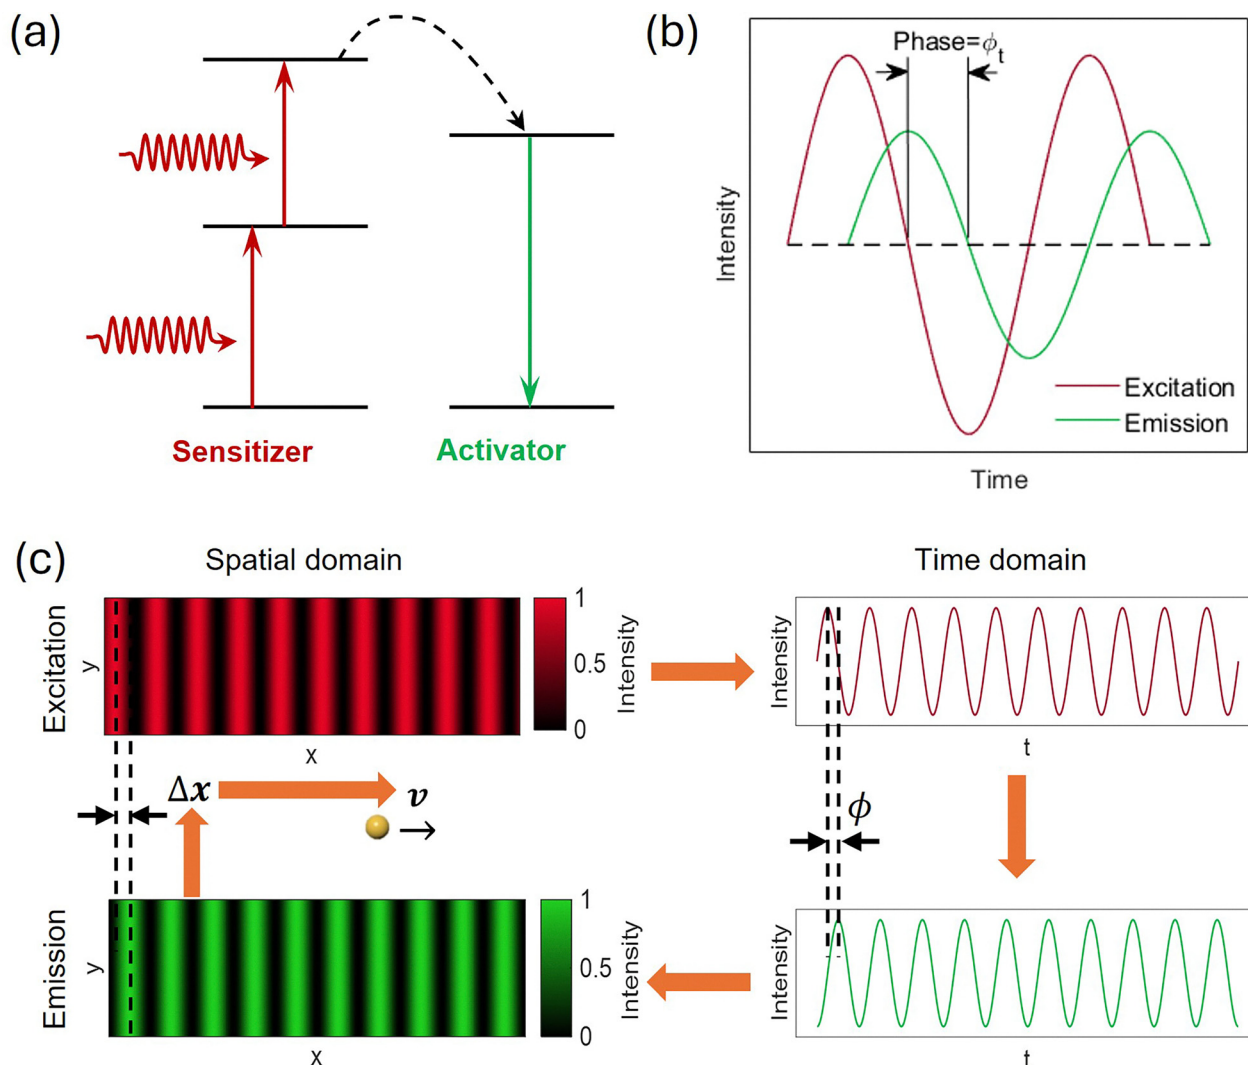 (a)
Sensitizer
Activator
(b)
Phase=ϕt
Intensity
Excitation
Emission
Time
(c)
Spatial domain
Time domain
Excitation
y
x
1
0.5
0
Intensity
Intensity
t
Δx
v
ϕ
Emission
y
x
1
0.5
0
Intensity
Intensity
t